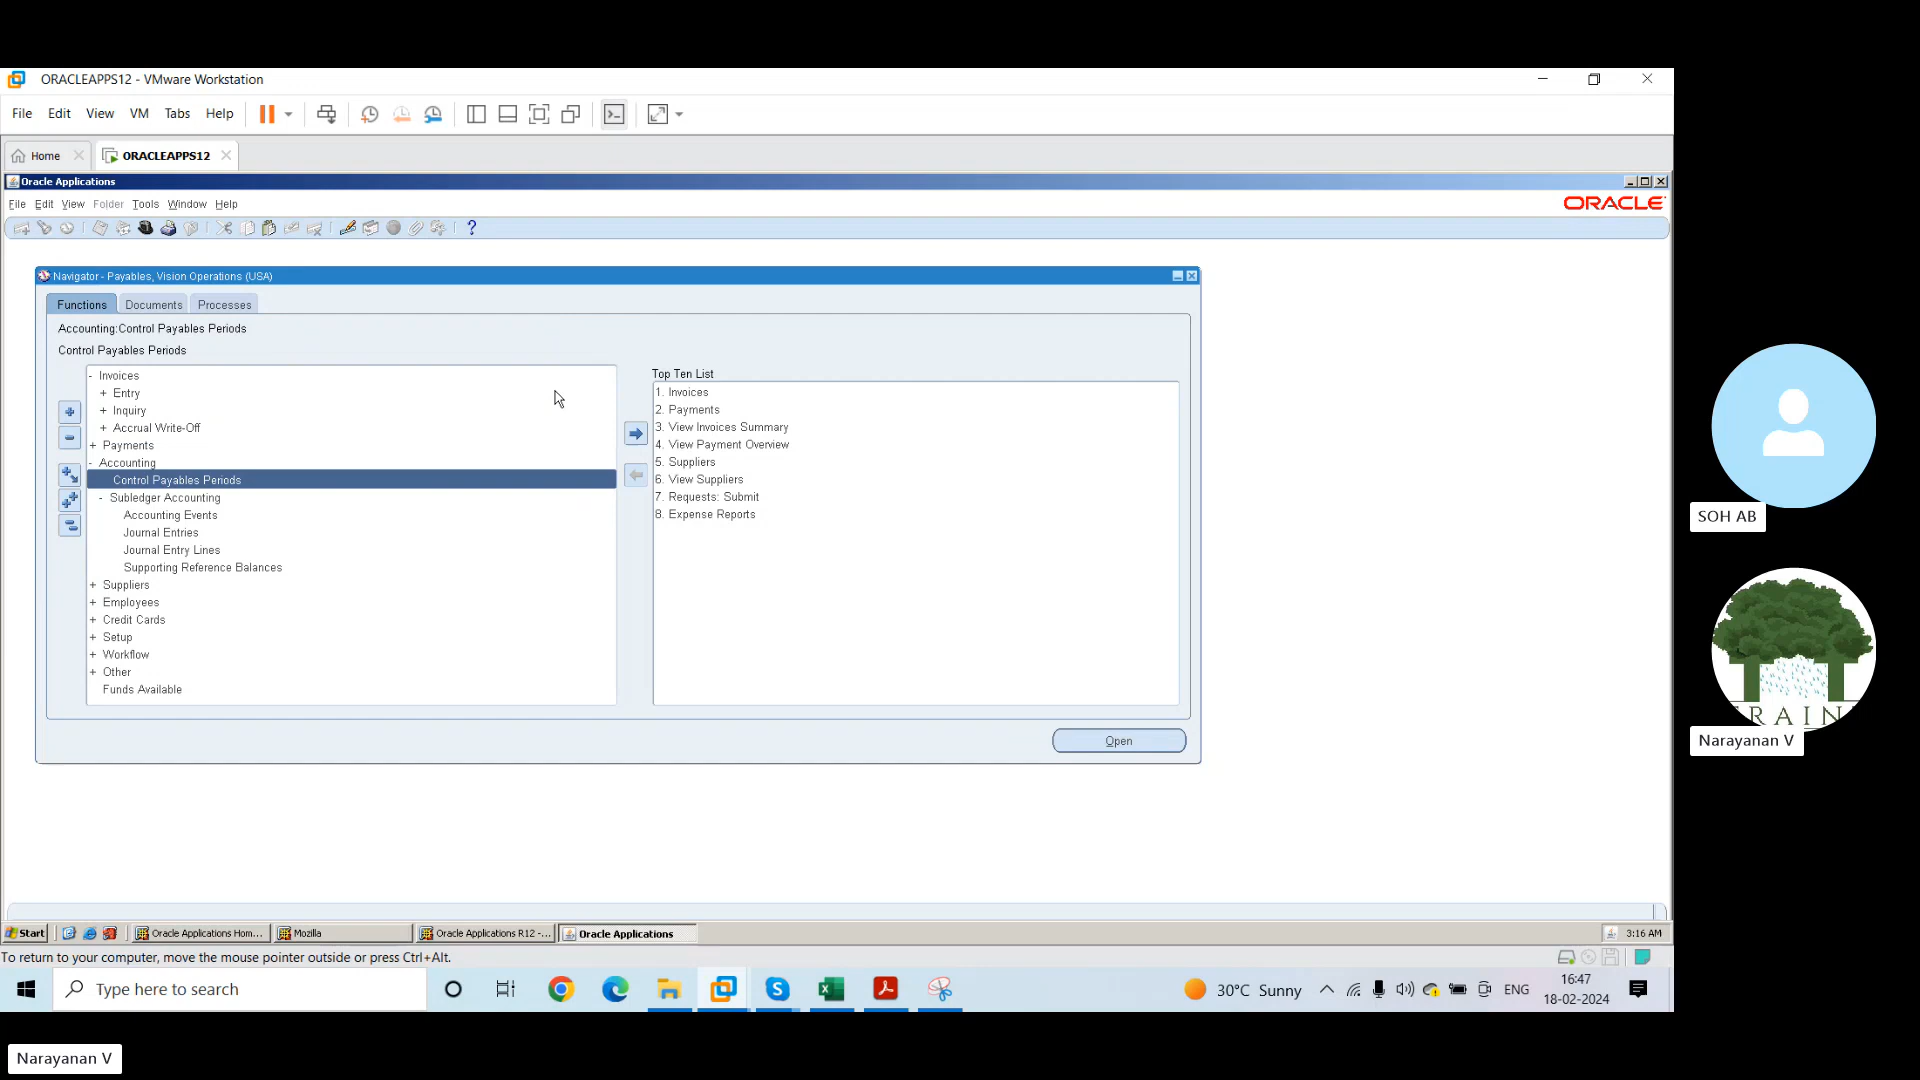 ORACLEAPPS12 - VMware Workstation
File Edit View VM Tabs Help
Home ORACLEAPPS12
Oracle Applications
File Edit View Folder Tools Window Help
ORACLE
Navigator - Payables, Vision Operations (USA)
Functions Documents Processes
Accounting:Control Payables Periods
Control Payables Periods
- Invoices
+ Entry
+ Inquiry
+ Accrual Write-Off
+ Payments
- Accounting
Control Payables Periods
- Subledger Accounting
Accounting Events
Journal Entries
Journal Entry Lines
Supporting Reference Balances
+ Suppliers
+ Employees
+ Credit Cards
+ Setup
+ Workflow
+ Other
Funds Available
Top Ten List
1. Invoices
2. Payments
3. View Invoices Summary
4. View Payment Overview
5. Suppliers
6. View Suppliers
7. Requests: Submit
8. Expense Reports
Open
Start Oracle Applications Hom... Mozilla Oracle Applications R12 -... Oracle Applications 3:16 AM
To return to your computer, move the mouse pointer outside or press Ctrl+Alt.
Type here to search
30°C Sunny
ENG
16:47
18-02-2024
SOH AB
RAIN
Narayanan V
Narayanan V